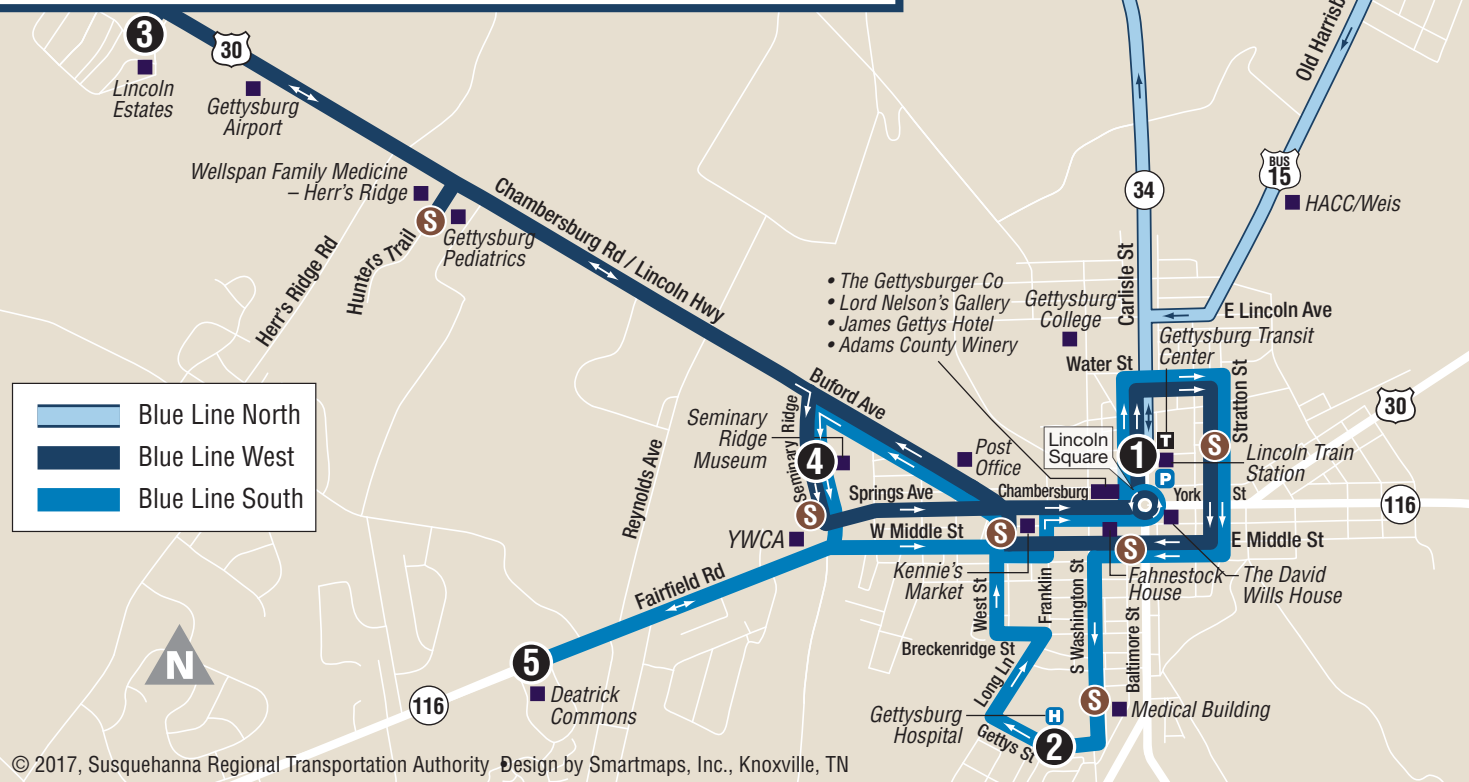 3
30
Lincoln
Estates
Gettysburg
Airport
Wellspan Family Medicine
– Herr's Ridge
S
Gettysburg
Pediatrics
Hunters Trail
Herr's Ridge Rd
Chambersburg Rd / Lincoln Hwy
34
Carlisle St
BUS
15
HACC/Weis
E Lincoln Ave
• The Gettysburger Co
• Lord Nelson's Gallery
• James Gettys Hotel
• Adams County Winery
Gettysburg
College
Gettysburg Transit
Center
Water St
Stratton St
30
Blue Line North
Blue Line West
Blue Line South
Buford Ave
Seminary
Ridge
Museum
Seminary Ridge
4
S
Reynolds Ave
Post
Office
Lincoln
Square
1
T
P
S
Lincoln Train
Station
Springs Ave
Chambersburg
York
St
116
YWCA
W Middle St
S
S
E Middle St
Kennie's
Market
Fahnestock
House
The David
Wills House
Fairfield Rd
West St
Franklin
S Washington St
Baltimore St
Breckenridge St
Long Ln
N
5
116
Deatrick
Commons
Gettysburg
Hospital
H
Gettys St
2
S
Medical Building
© 2017, Susquehanna Regional Transportation Authority • Design by Smartmaps, Inc., Knoxville, TN